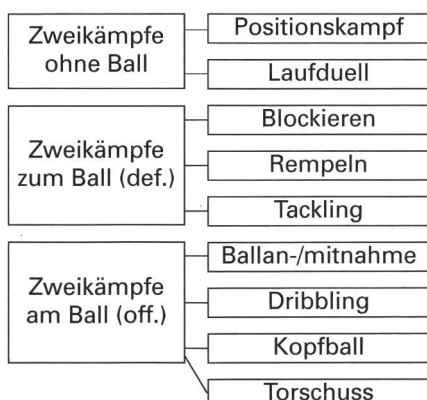 Zweikämpfe
ohne Ball
Positionskampf
Laufduell
Zweikämpfe
zum Ball (def.)
Blockieren
Rempeln
Tackling
Zweikämpfe
am Ball (off.)
Ballan-/mitnahme
Dribbling
Kopfball
Torschuss